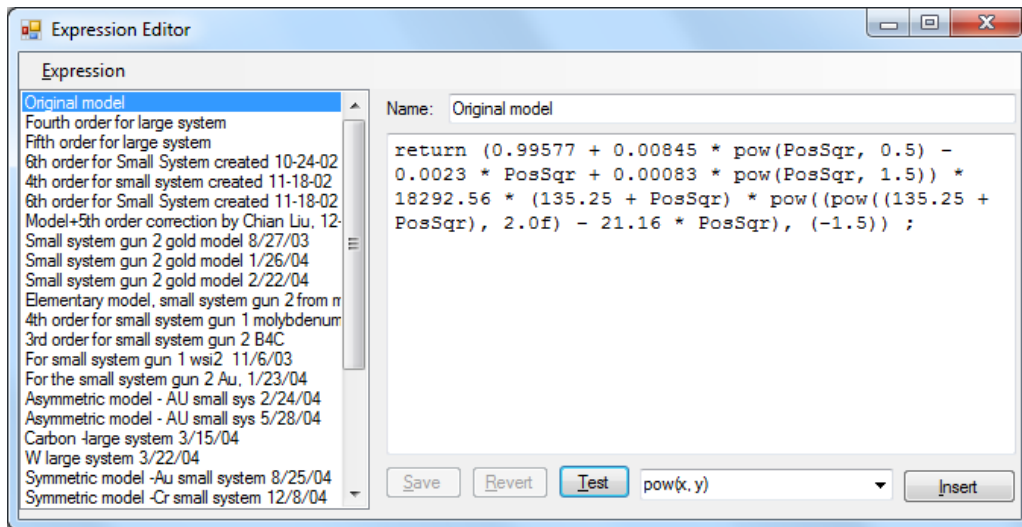 Expression Editor
Expression
Original model
Fourth order for large system
Fifth order for large system
6th order for Small System created 10-24-02
4th order for small system created 11-18-02
6th order for Small System created 11-18-02
Model+5th order correction by Chian Liu, 12-
Small system gun 2 gold model 8/27/03
Small system gun 2 gold model 1/26/04
Small system gun 2 gold model 2/22/04
Elementary model, small system gun 2 from
4th order for small system gun 1 molybdenum
3rd order for small system gun 2 B4C
For small system gun 1 wsi2 11/6/03
For the small system gun 2 Au, 1/23/04
Asymmetric model - AU small sys 2/24/04
Asymmetric model - AU small sys 5/28/04
Carbon -large system 3/15/04
W large system 3/22/04
Symmetric model -Au small system 8/25/04
Symmetric model -Cr small system 12/8/04
Name: Original model
return (0.99577 + 0.00845 * pow(PosSqr, 0.5) -
0.0023 * PosSqr + 0.00083 * pow(PosSqr, 1.5)) *
18292.56 * (135.25 + PosSqr) * pow((pow((135.25 +
PosSqr), 2.0f) - 21.16 * PosSqr), (-1.5)) ;
Save Revert Test pow(x, y) Insert